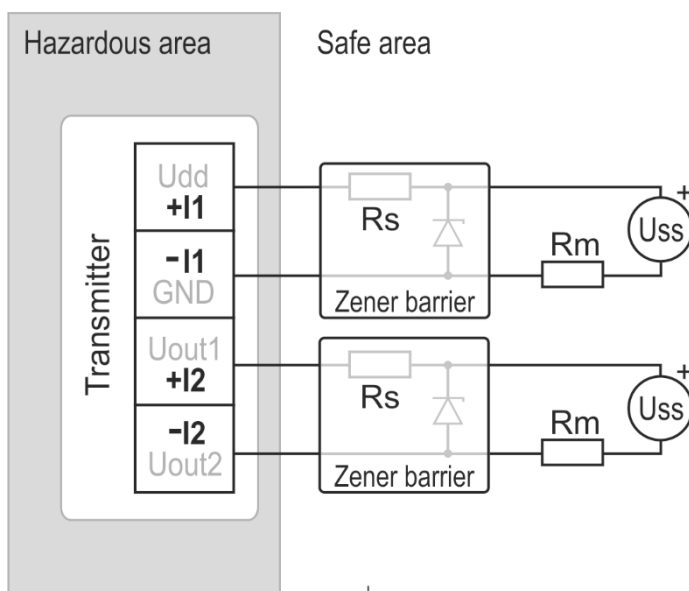 Hazardous area
Safe area
Transmitter
Udd
+I1
-I1
GND
Uout1
+I2
-I2
Uout2
Rs
Zener barrier
Rm
+
Uss
Rs
Zener barrier
Rm
+
Uss